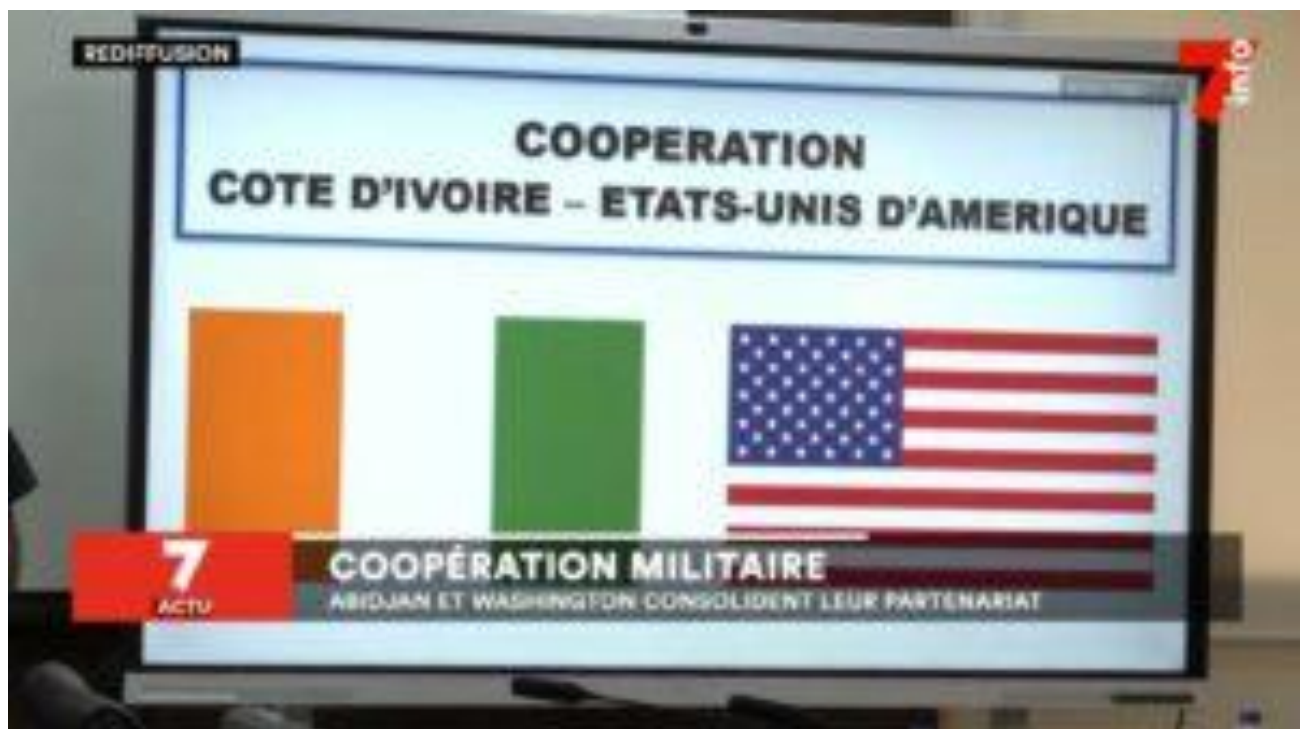 REDIFFUSION
7 info
COOPERATION
COTE D'IVOIRE – ETATS-UNIS D'AMERIQUE
7
ACTU
COOPÉRATION MILITAIRE
ABIDJAN ET WASHINGTON CONSOLIDENT LEUR PARTENARIAT